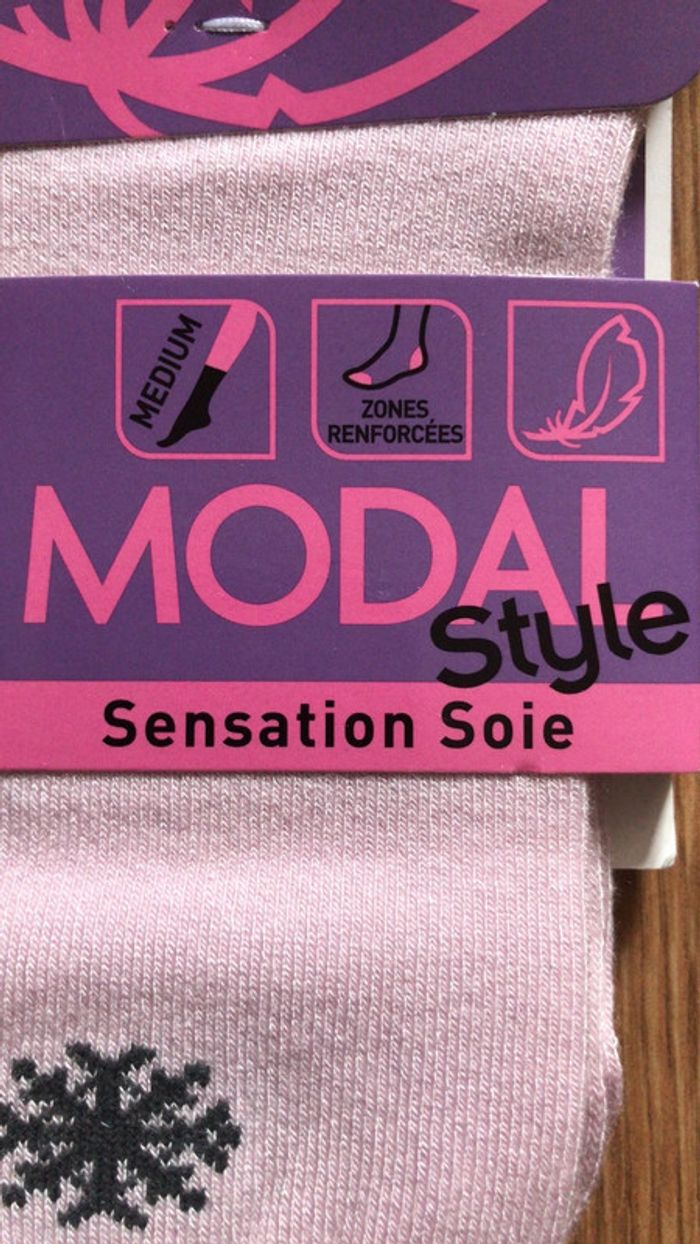 MEDIUM
ZONES
RENFORCÉES
MODAL
Style
Sensation Soie